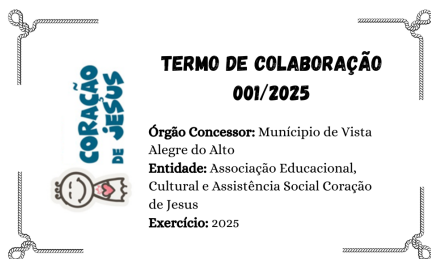 CORAÇÃO
DE JESUS
TERMO DE COLABORAÇÃO
001/2025
Órgão Concessor: Munícipio de Vista
Alegre do Alto
Entidade: Associação Educacional,
Cultural e Assistência Social Coração
de Jesus
Exercício: 2025